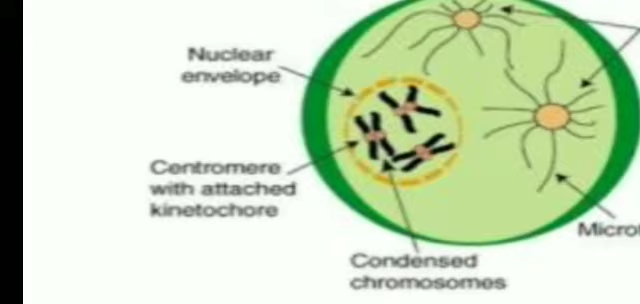 Nuclear
envelope
Centromere
with attached
kinetochore
Condensed
chromosomes